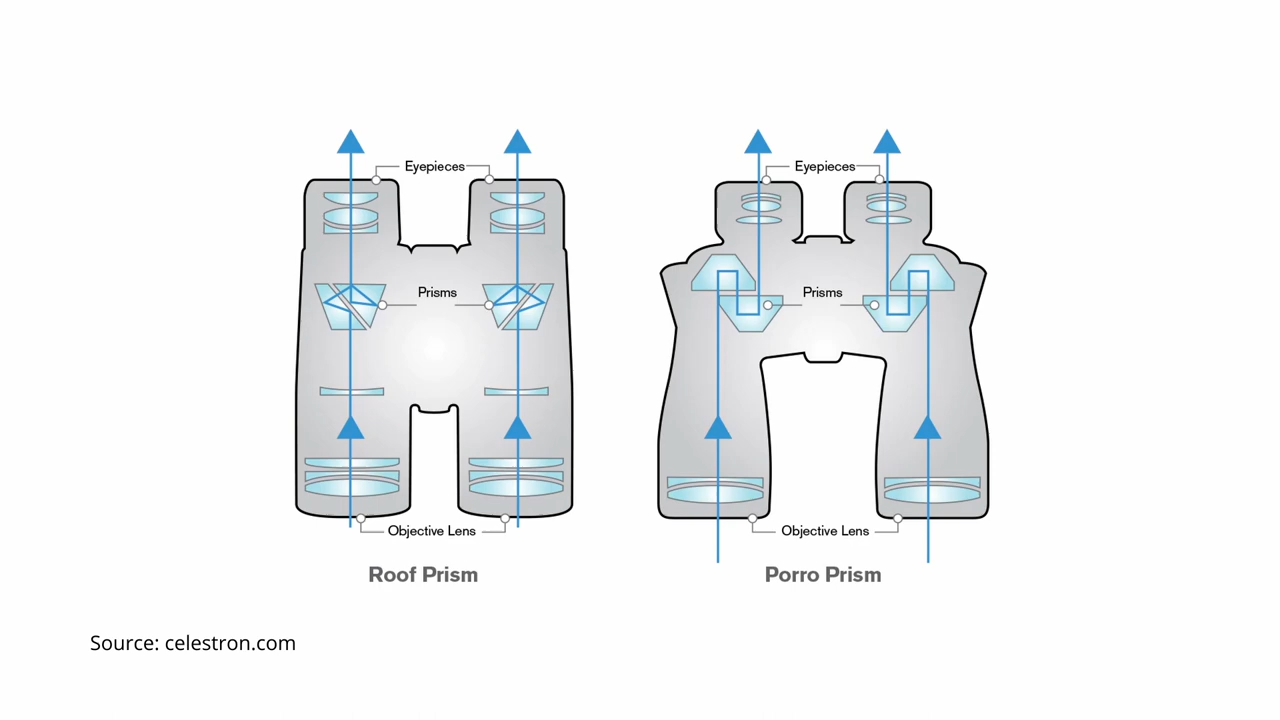 Eyepieces
Prisms
Objective Lens
Roof Prism
Eyepieces
Prisms
Objective Lens
Porro Prism
Source: celestron.com